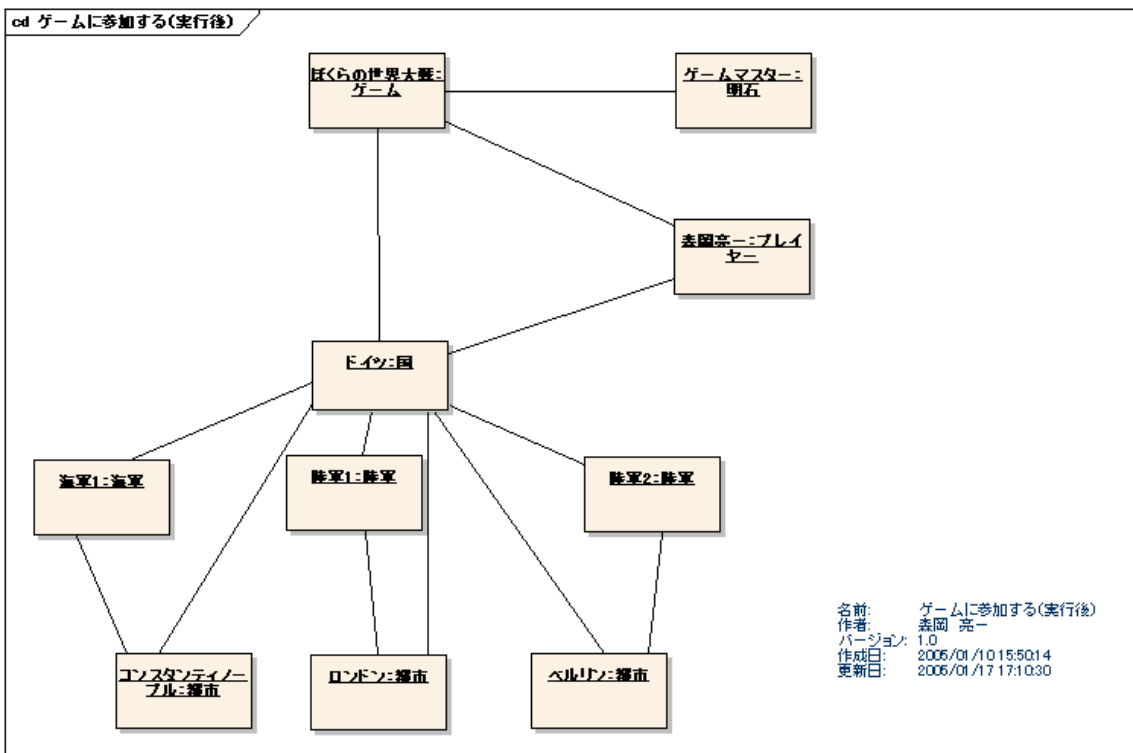 cd ゲームに参加する(実行後)
ぼくらの世界大戦:
ゲーム
ゲームマスター:
明石
森岡亮一:プレイ
ヤー
ドイツ:国
海軍1:海軍
陸軍1:陸軍
陸軍2:陸軍
コンスタンティノー
プル:都市
ロンドン:都市
ベルリン:都市
名前: ゲームに参加する(実行後)
作者: 森岡 亮一
バージョン: 1.0
作成日: 2005/01/10 15:50:14
更新日: 2005/01/17 17:10:30